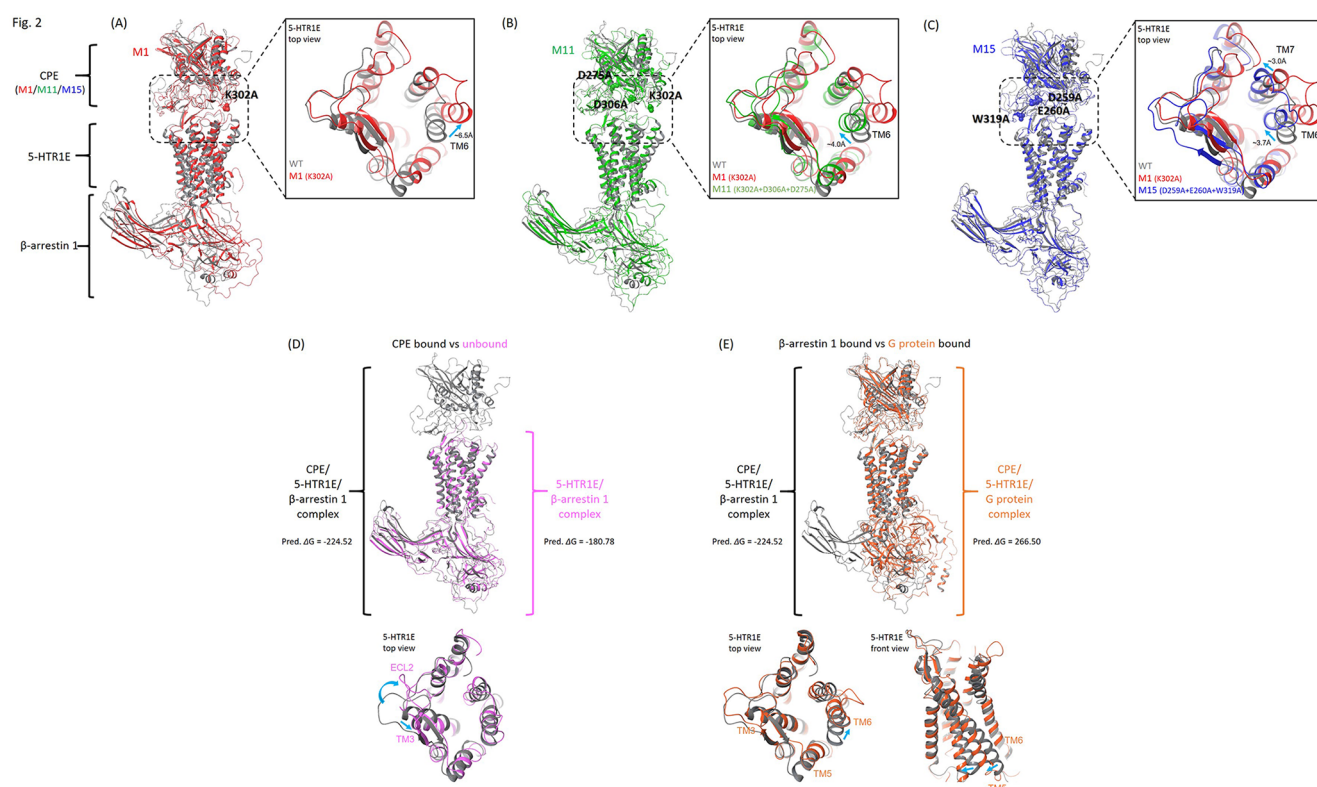 Fig. 2
(A)
M1
CPE
(M1/M11/M15)
5-HTR1E
β-arrestin 1
K302A
5-HTR1E
top view
~6.5A
TM6
WT
M1 (K302A)
(B)
M11
D275A
K302A
D306A
5-HTR1E
top view
TM6
~4.0A
WT
M1 (K302A)
M11 (K302A+D306A+D275A)
(C)
M15
D259A
E260A
W319A
5-HTR1E
top view
TM7
~3.0A
TM6
~3.7A
WT
M1 (K302A)
M15 (D259A+E260A+W319A)
(D)
CPE bound vs unbound
CPE/
5-HTR1E/
β-arrestin 1
complex
Pred. ΔG = -224.52
5-HTR1E/
β-arrestin 1
complex
Pred. ΔG = -180.78
5-HTR1E
top view
ECL2
TM3
(E)
β-arrestin 1 bound vs G protein bound
CPE/
5-HTR1E/
β-arrestin 1
complex
Pred. ΔG = -224.52
CPE/
5-HTR1E/
G protein
complex
Pred. ΔG = 266.50
5-HTR1E
top view
TM3
TM6
TM5
5-HTR1E
front view
TM6
TM5